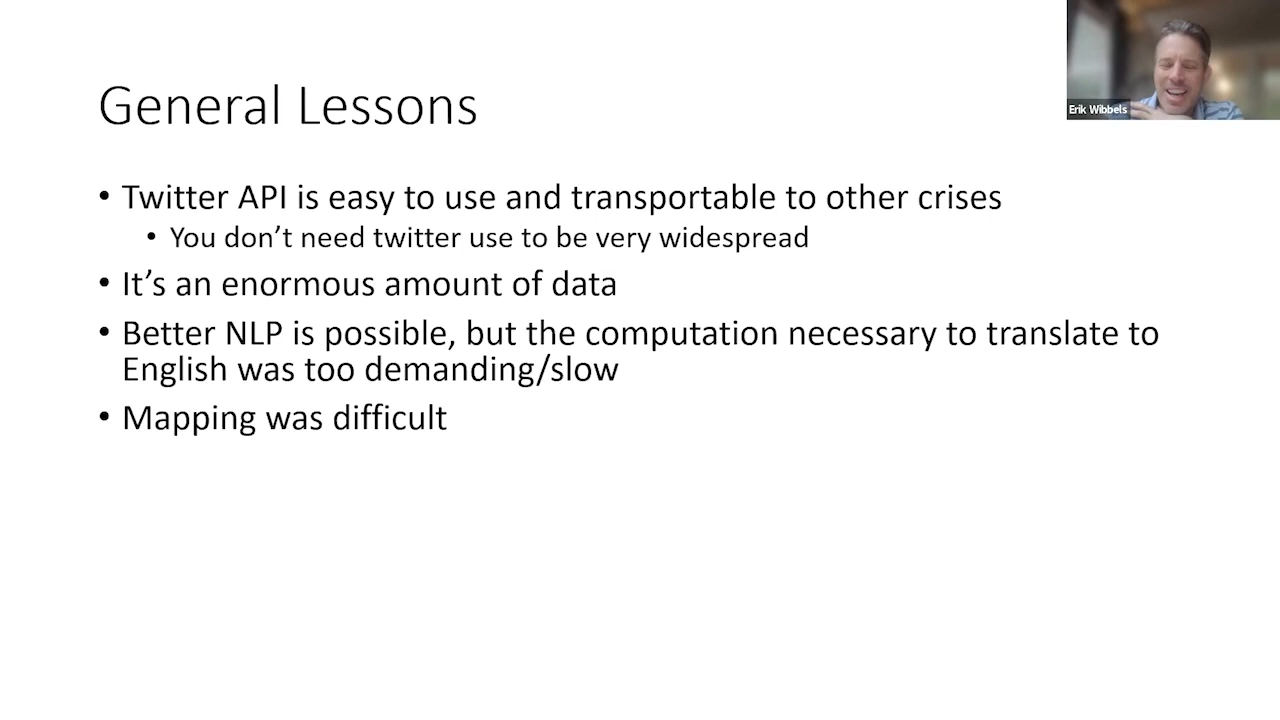 General Lessons
Erik Wibbels
• Twitter API is easy to use and transportable to other crises
• You don’t need twitter use to be very widespread
• It’s an enormous amount of data
• Better NLP is possible, but the computation necessary to translate to
English was too demanding/slow
• Mapping was difficult